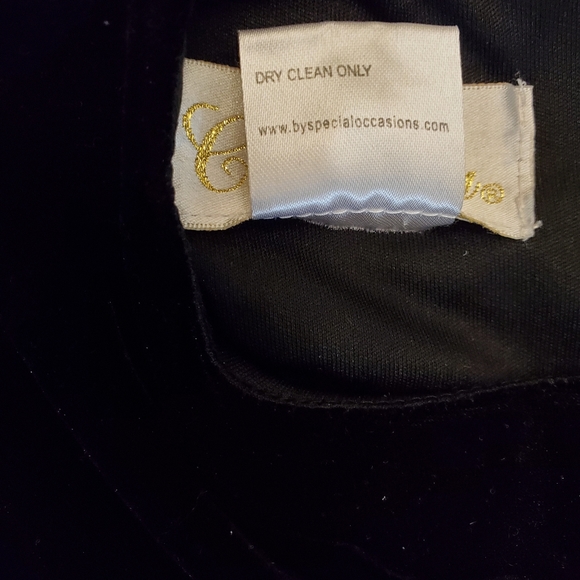 DRY CLEAN ONLY
www.byspecialoccasions.com